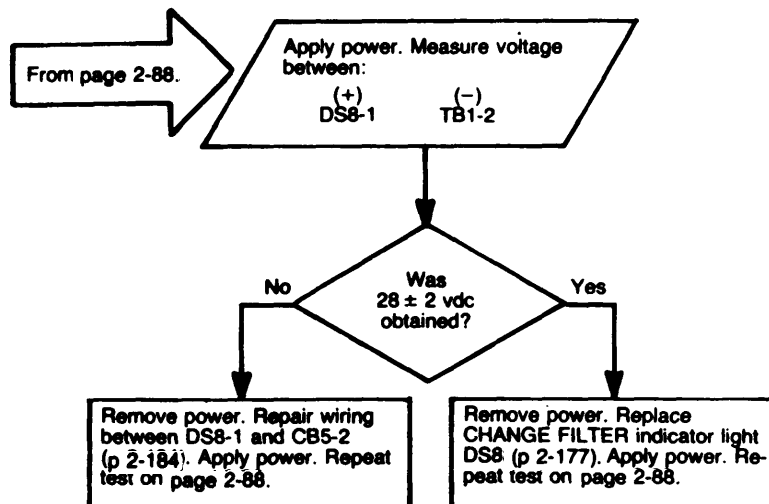 From page 2-88.
Apply power. Measure voltage
between:
(+) (−)
DS8-1 TB1-2
No
Was
28 ± 2 vdc
obtained?
Yes
Remove power. Repair wiring
between DS8-1 and CB5-2
(p 2-184). Apply power. Repeat
test on page 2-88.
Remove power. Replace
CHANGE FILTER indicator light
DS8 (p 2-177). Apply power. Re-
peat test on page 2-88.